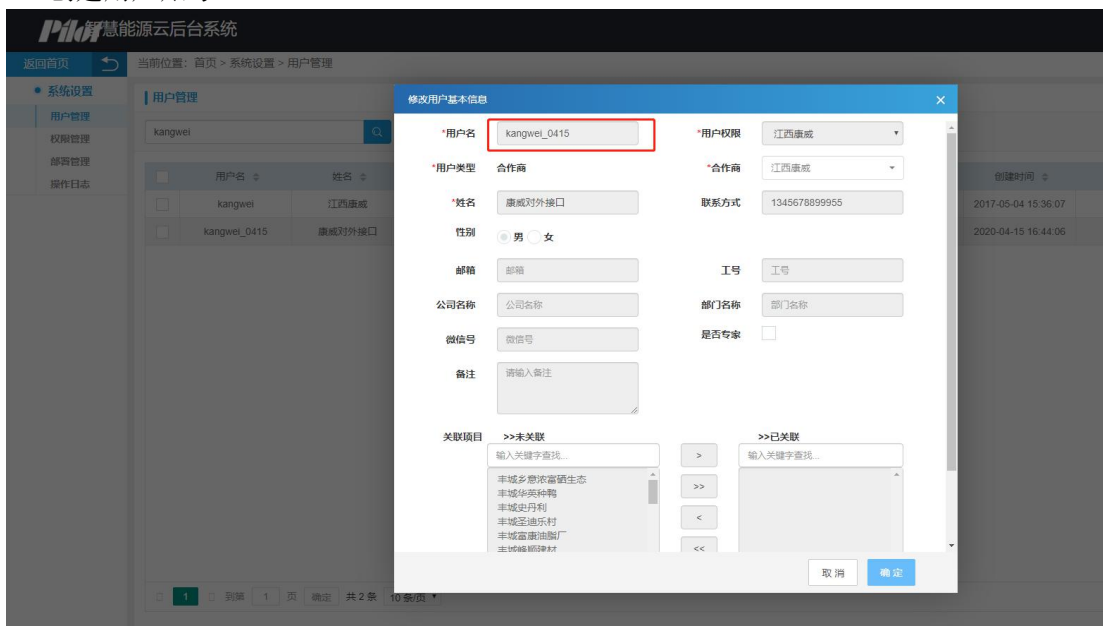 Pilot智慧能源云后台系统
返回首页
当前位置：首页 > 系统设置 > 用户管理
系统设置
用户管理
权限管理
部署管理
操作日志
用户管理
kangwei
用户名 姓名 创建时间
kangwei 江西康威 2017-05-04 15:36:07
kangwei_0415 康威对外接口 2020-04-15 16:44:06
1 到第 1 页 确定 共 2 条 10 条/页
修改用户基本信息 ×
*用户名 kangwei_0415 *用户权限 江西康威
*用户类型 合作商 *合作商 江西康威
*姓名 康威对外接口 联系方式 1345678899955
性别 男 女
邮箱 邮箱 工号 工号
公司名称 公司名称 部门名称 部门名称
微信号 微信号 是否专家
备注 请输入备注
关联项目 >>未关联 >>已关联
输入关键字查找... > 输入关键字查找...
丰城乡意浓富硒生态
丰城华英种鸭 >>
丰城史丹利
丰城圣迪乐村 <
丰城富康油脂厂
丰城峰顺建材 <<
取消 确定